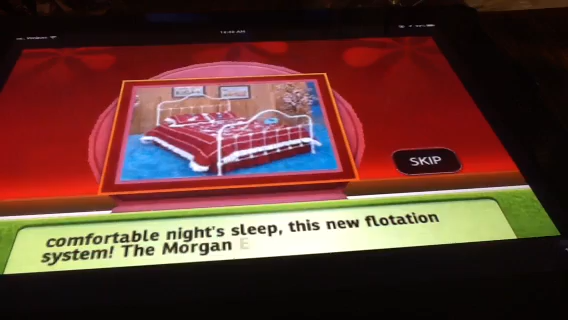 SKIP
comfortable night's sleep, this new flotation
system! The Morgan E